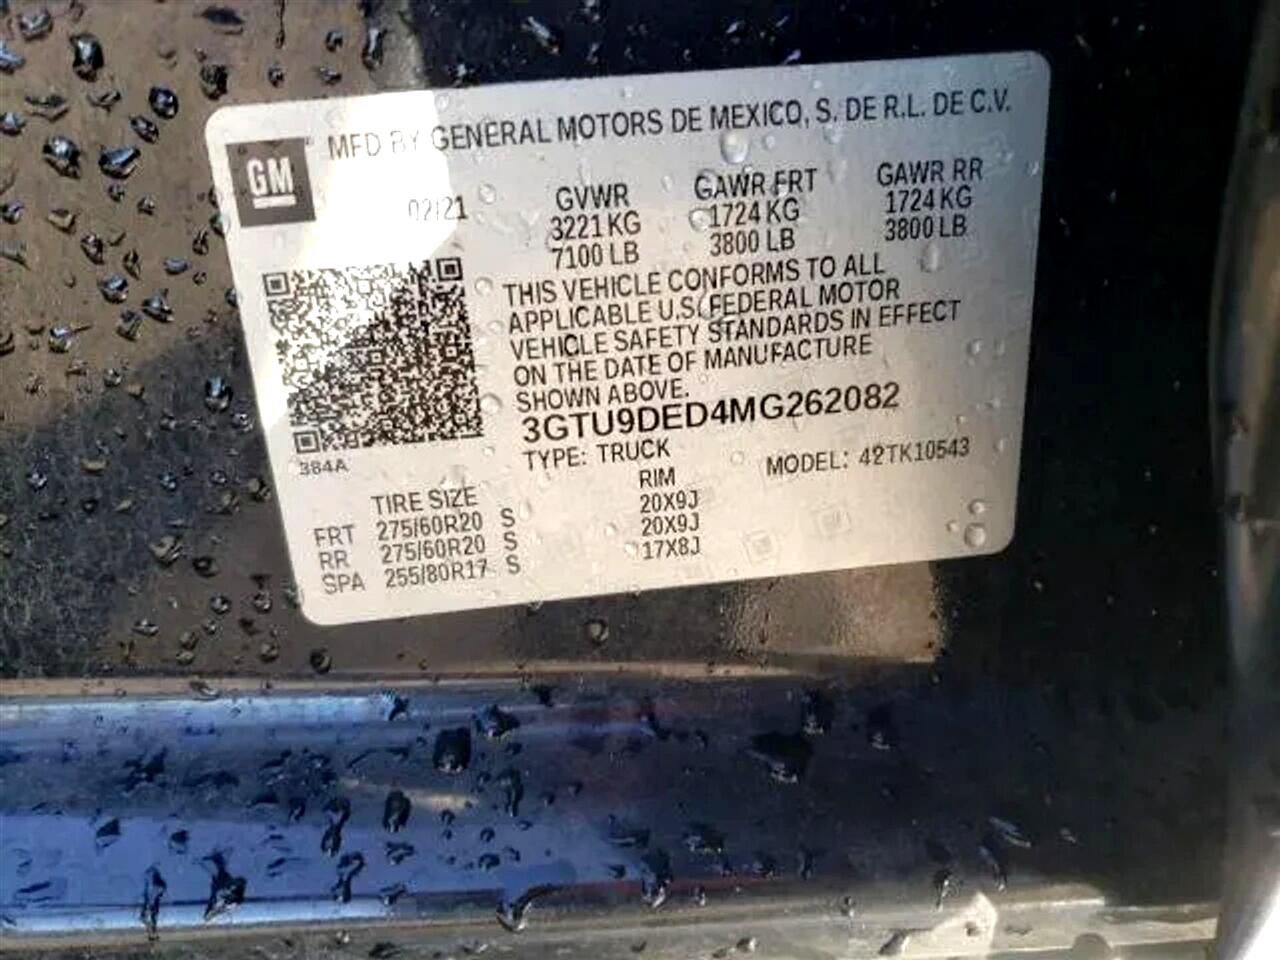 GM MFD BY GENERAL MOTORS DE MEXICO, S. DE R.L. DE C.V.
02/21 GVWR GAWR FRT GAWR RR
3221 KG 1724 KG 1724 KG
7100 LB 3800 LB 3800 LB
THIS VEHICLE CONFORMS TO ALL
APPLICABLE U.S. FEDERAL MOTOR
VEHICLE SAFETY STANDARDS IN EFFECT
ON THE DATE OF MANUFACTURE
SHOWN ABOVE.
3GTU9DED4MG262082
384A
TYPE: TRUCK MODEL: 42TK10543
TIRE SIZE RIM
FRT 275/60R20 S 20X9J
RR 275/60R20 S 20X9J
SPA 255/80R17 S 17X8J